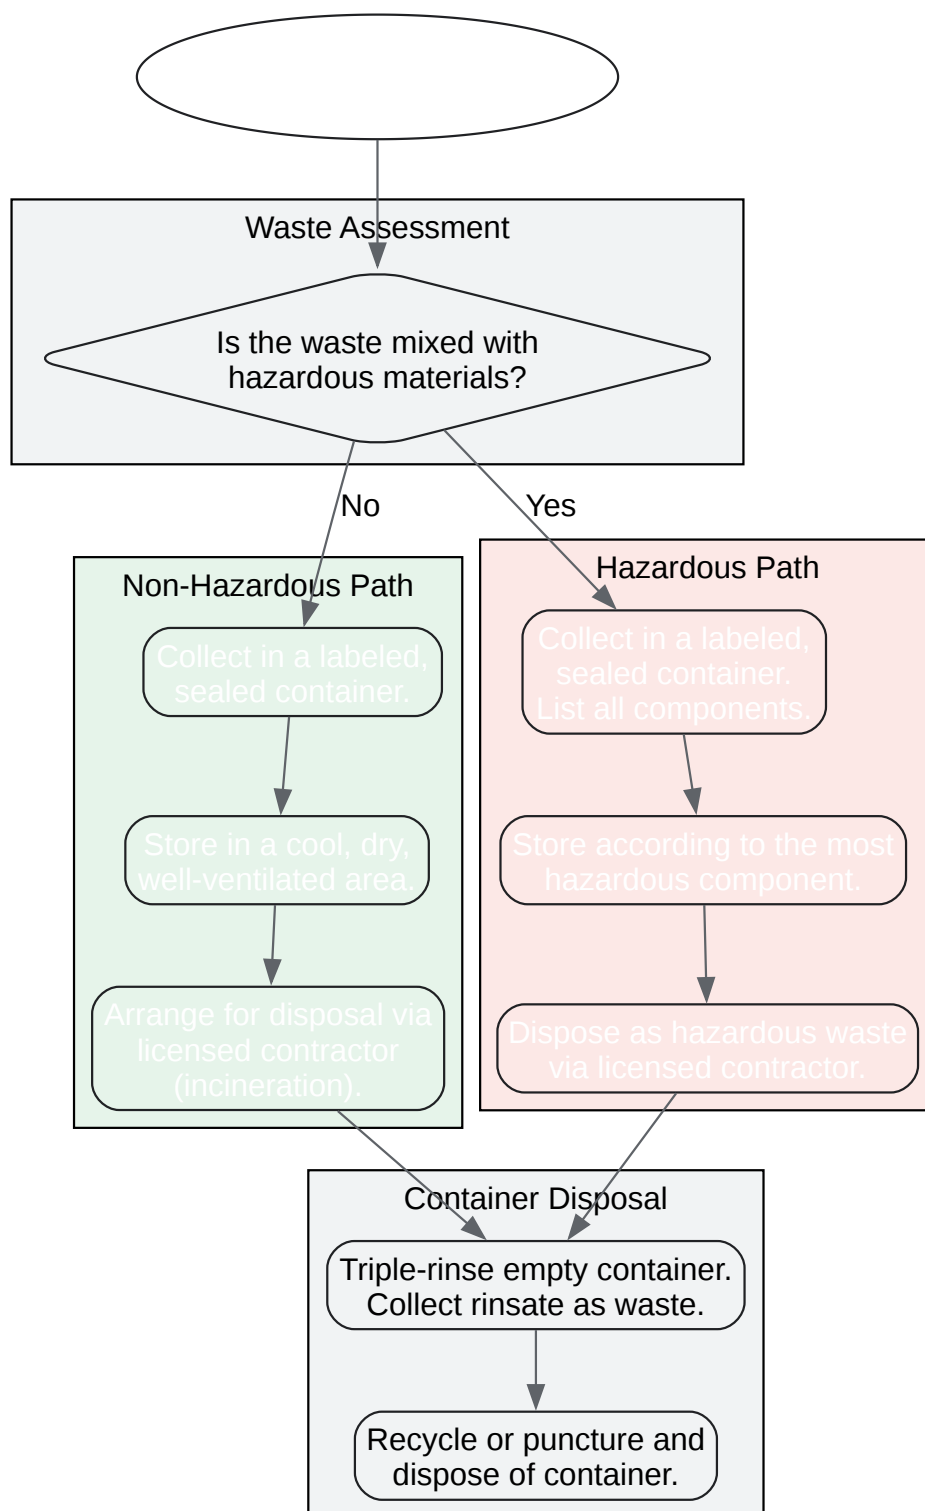 Waste Assessment
Is the waste mixed with
hazardous materials?
No
Yes
Non-Hazardous Path
Collect in a labeled,
sealed container.
Store in a cool, dry,
well-ventilated area.
Arrange for disposal via
licensed contractor
(incineration).
Hazardous Path
Collect in a labeled,
sealed container.
List all components.
Store according to the most
hazardous component.
Dispose as hazardous waste
via licensed contractor.
Container Disposal
Triple-rinse empty container.
Collect rinsate as waste.
Recycle or puncture and
dispose of container.